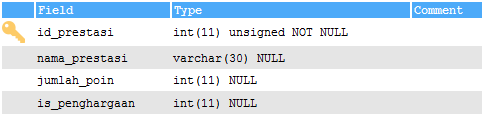 Field Type Comment
id_prestasi int(11) unsigned NOT NULL
nama_prestasi varchar(30) NULL
jumlah_poin int(11) NULL
is_penghargaan int(11) NULL